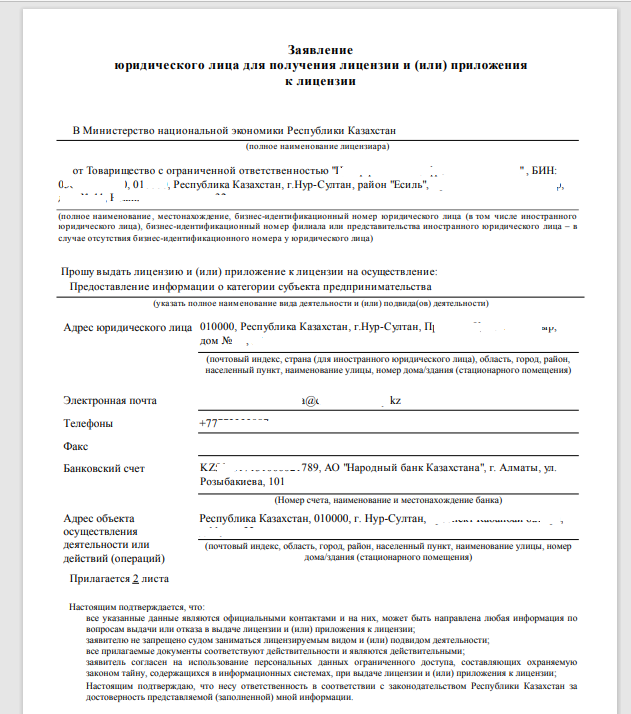 Заявление
юридического лица для получения лицензии и (или) приложения
к лицензии
В Министерство национальной экономики Республики Казахстан
(полное наименование лицензиара)
от Товарищество с ограниченной ответственностью " ", БИН:
, 01 , Республика Казахстан, г.Нур-Султан, район "Есиль",
(полное наименование, местонахождение, бизнес-идентификационный номер юридического лица (в том числе иностранного
юридического лица), бизнес-идентификационный номер филиала или представительства иностранного юридического лица – в
случае отсутствия бизнес-идентификационного номера у юридического лица)
Прошу выдать лицензию и (или) приложение к лицензии на осуществление:
Предоставление информации о категории субъекта предпринимательства
(указать полное наименование вида деятельности и (или) подвида(ов) деятельности)
Адрес юридического лица 010000, Республика Казахстан, г.Нур-Султан,
дом №
(почтовый индекс, страна (для иностранного юридического лица), область, город, район,
населенный пункт, наименование улицы, номер дома/здания (стационарного помещения)
Электронная почта @ kz
Телефоны +77
Факс
Банковский счет KZ 789, АО "Народный банк Казахстана", г. Алматы, ул.
Розыбакиева, 101
(Номер счета, наименование и местонахождение банка)
Адрес объекта Республика Казахстан, 010000, г. Нур-Султан,
осуществления
деятельности или
действий (операций)
(почтовый индекс, область, город, район, населенный пункт, наименование улицы, номер
дома/здания (стационарного помещения)
Прилагается 2 листа
Настоящим подтверждается, что:
все указанные данные являются официальными контактами и на них, может быть направлена любая информация по
вопросам выдачи или отказа в выдаче лицензии и (или) приложения к лицензии;
заявителю не запрещено судом заниматься лицензируемым видом и (или) подвидом деятельности;
все прилагаемые документы соответствуют действительности и являются действительными;
заявитель согласен на использование персональных данных ограниченного доступа, составляющих охраняемую
законом тайну, содержащихся в информационных системах, при выдаче лицензии и (или) приложения к лицензии;
Настоящим подтверждаем, что несу ответственность в соответствии с законодательством Республики Казахстан за
достоверность представляемой (заполненной) мной информации.